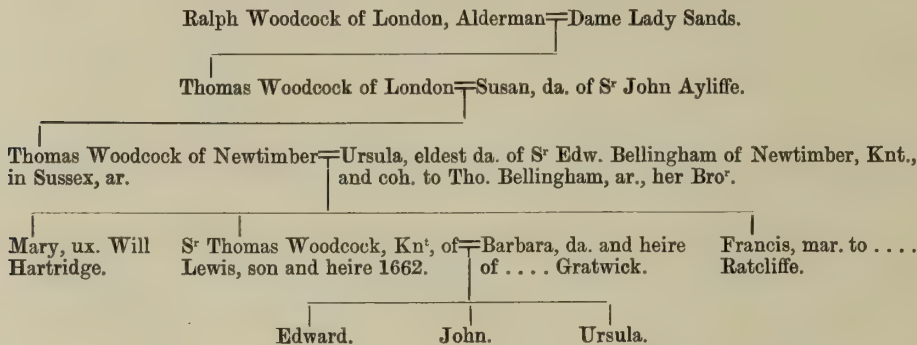 Ralph Woodcock of London, Alderman=Dame Lady Sands.
Thomas Woodcock of London=Susan, da. of Sʳ John Ayliffe.
Thomas Woodcock of Newtimber=Ursula, eldest da. of Sʳ Edw. Bellingham of Newtimber, Knt.,
in Sussex, ar. and coh. to Tho. Bellingham, ar., her Broʳ.
Mary, ux. Will Sʳ Thomas Woodcock, Knᵗ, of=Barbara, da. and heire Francis, mar. to . . . .
Hartridge. Lewis, son and heire 1662. of . . . . Gratwick. Ratcliffe.
Edward. John. Ursula.